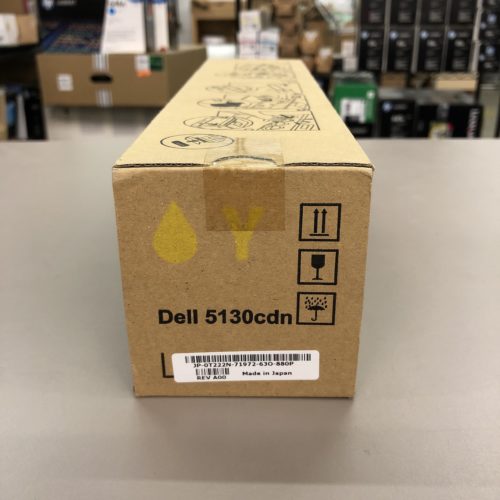 Y
Dell 5130cdn
JP-0T222N-71972-63O-880P
REV A00 Made in Japan